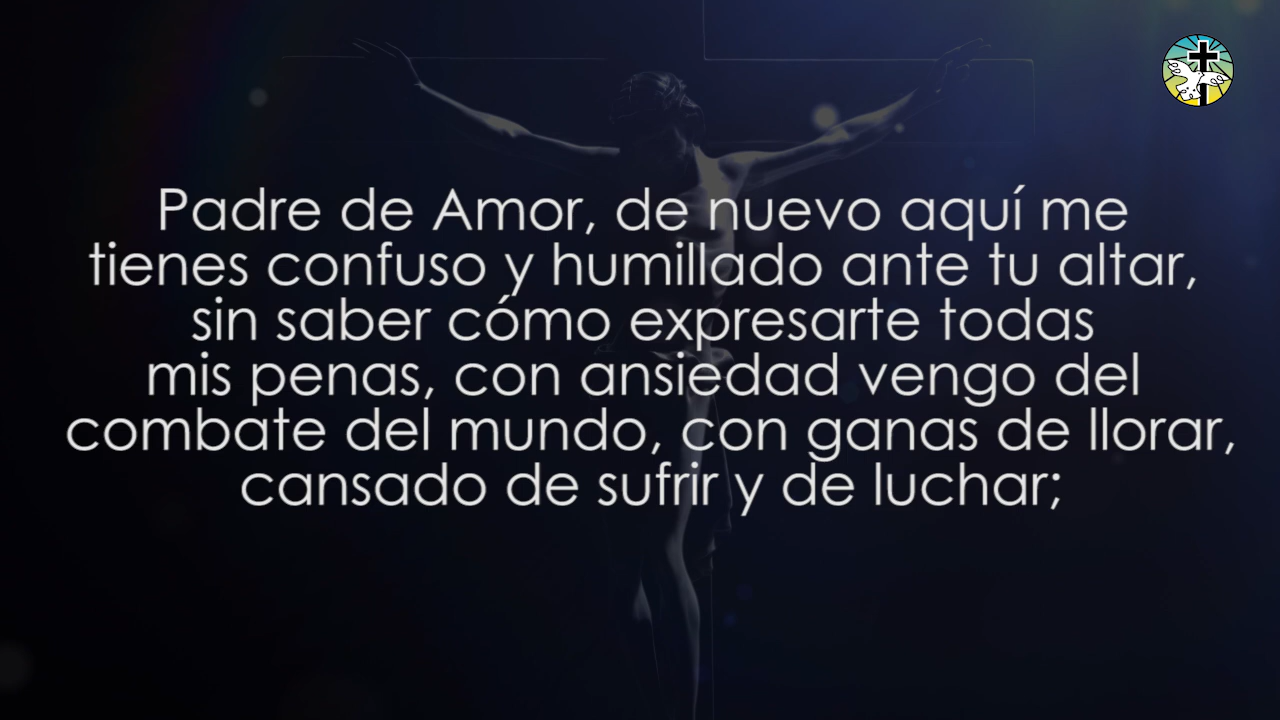 Padre de Amor, de nuevo aquí me
tienes confuso y humillado ante tu altar,
sin saber cómo expresarte todas
mis penas, con ansiedad vengo del
combate del mundo, con ganas de llorar,
cansado de sufrir y de luchar;